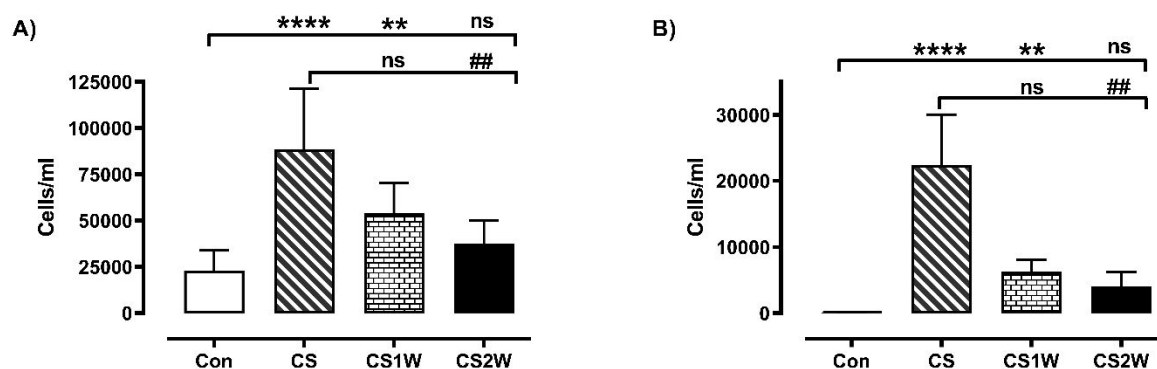 A)
**** ** ns
ns ##
Cells/ml
125000
100000
75000
50000
25000
0
Con CS CS1W CS2W
B)
**** ** ns
ns ##
Cells/ml
30000
20000
10000
0
Con CS CS1W CS2W